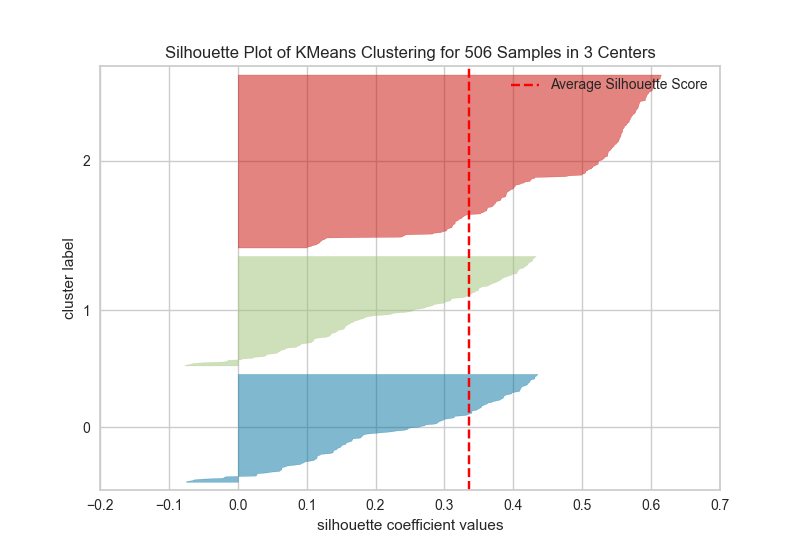 Silhouette Plot of KMeans Clustering for 506 Samples in 3 Centers
Average Silhouette Score
2
1
0
cluster label
−0.2 −0.1 0.0 0.1 0.2 0.3 0.4 0.5 0.6 0.7
silhouette coefficient values